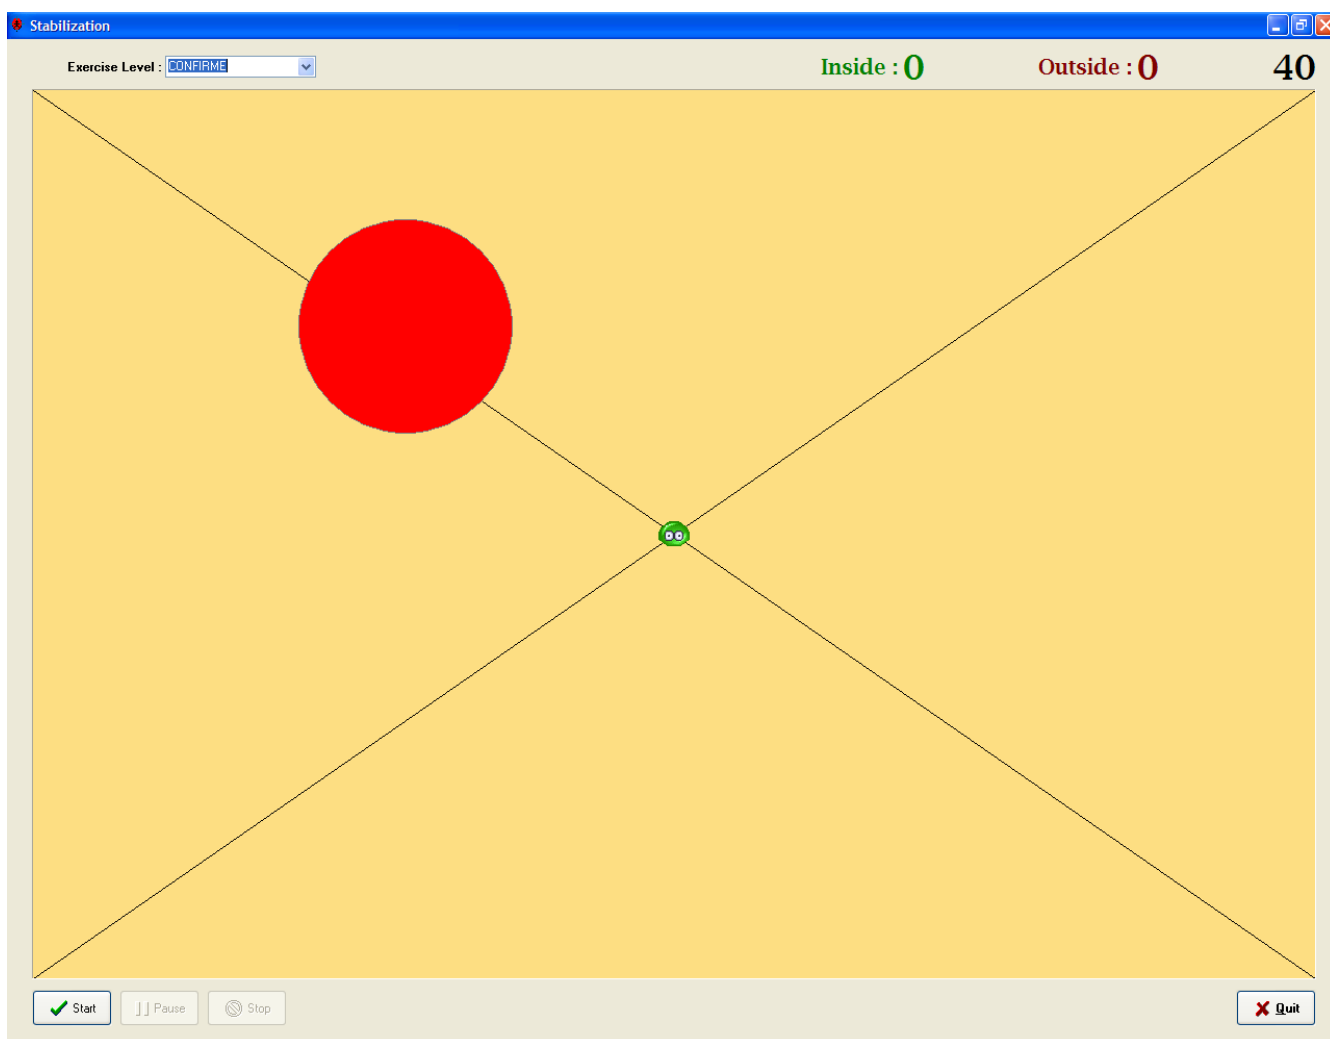 Stabilization
Exercise Level : CONFIRME Inside : 0 Outside : 0 40
Start Pause Stop Quit